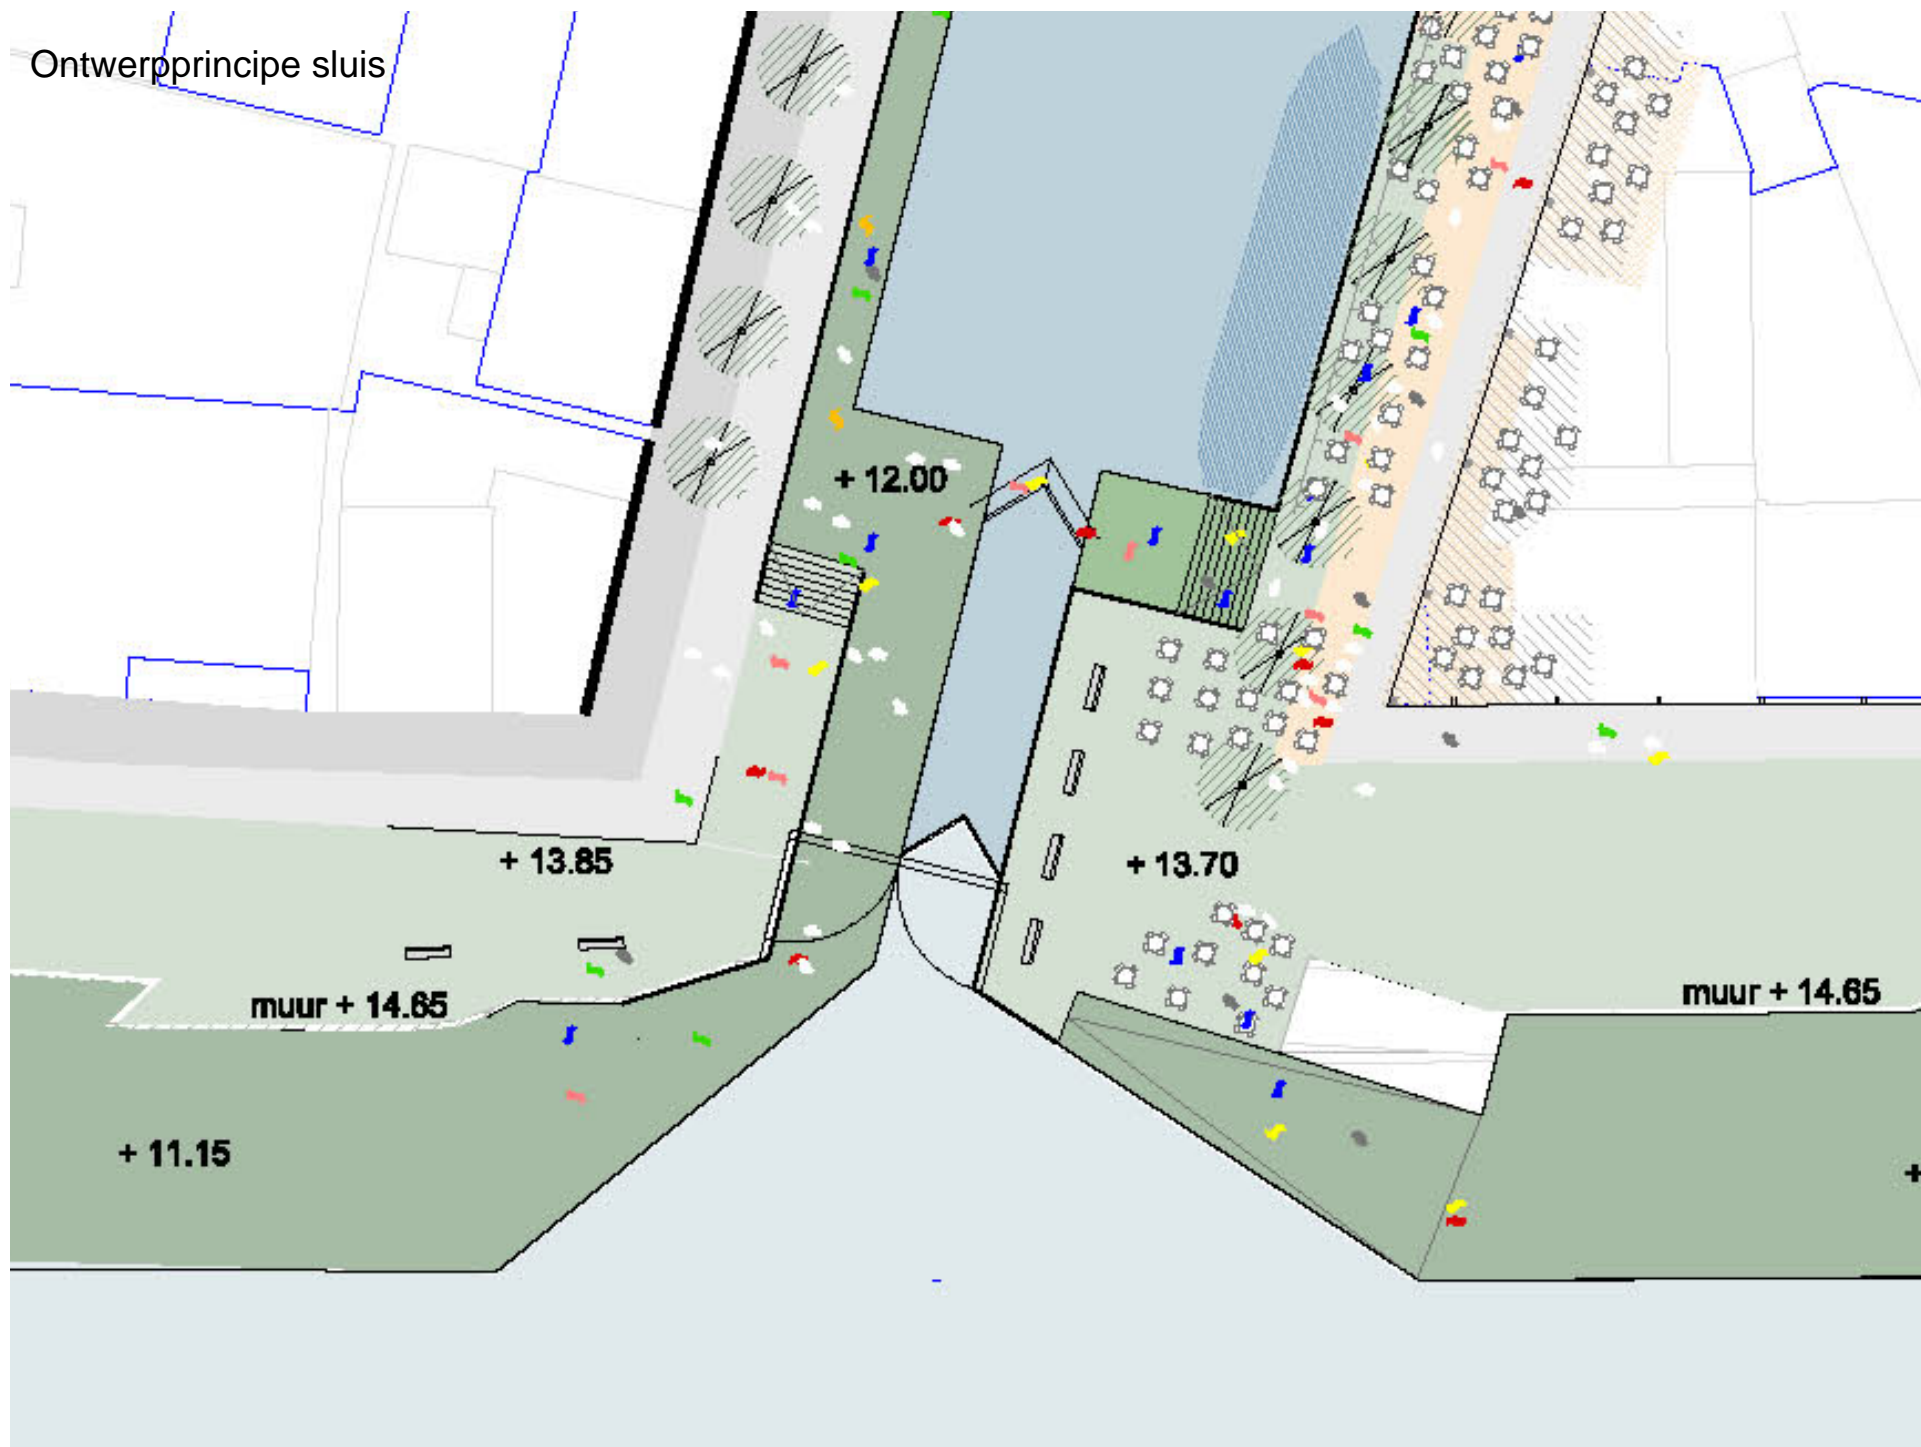 Ontwerpprincipe sluis
+ 12.00
+ 13.85
+ 13.70
muur + 14.65
muur + 14.65
+ 11.15
+